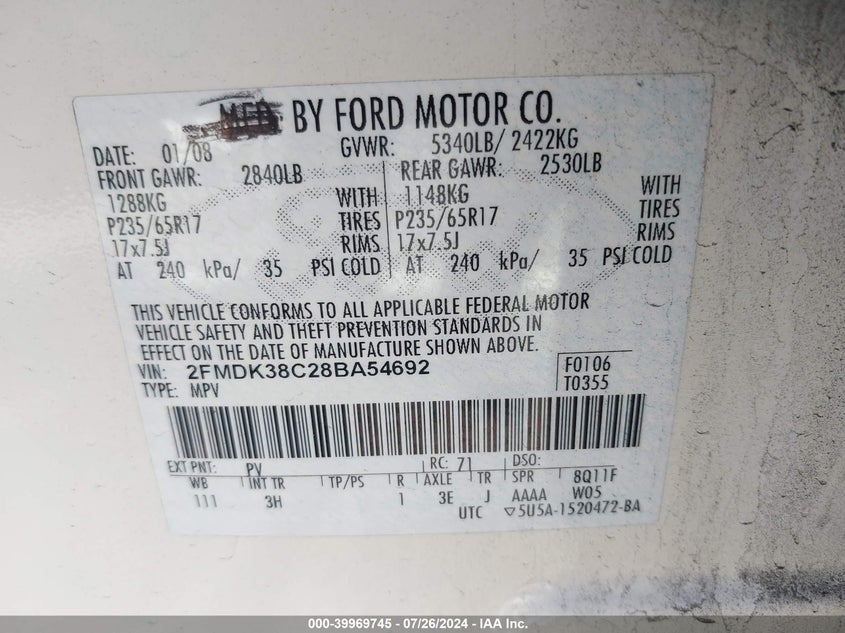 MFD. BY FORD MOTOR CO.
DATE: 01/08 GVWR: 5340LB/ 2422KG
FRONT GAWR: 2840LB REAR GAWR: 2530LB
1288KG WITH 1148KG WITH
P235/65R17 TIRES P235/65R17 TIRES
17x7.5J RIMS 17x7.5J RIMS
AT 240 kPa/ 35 PSI COLD AT 240 kPa/ 35 PSI COLD
THIS VEHICLE CONFORMS TO ALL APPLICABLE FEDERAL MOTOR
VEHICLE SAFETY AND THEFT PREVENTION STANDARDS IN
EFFECT ON THE DATE OF MANUFACTURE SHOWN ABOVE.
VIN: 2FMDK38C28BA54692 F0106
TYPE: MPV T0355
EXT PNT: PV RC: 71 DSO:
WB INT TR TP/PS R AXLE TR SPR 8Q11F
111 3H 1 3E J AAAA W05
UTC ▽5U5A-1520472-BA
000-39969745 / 07/26/2024 - IAA Inc.